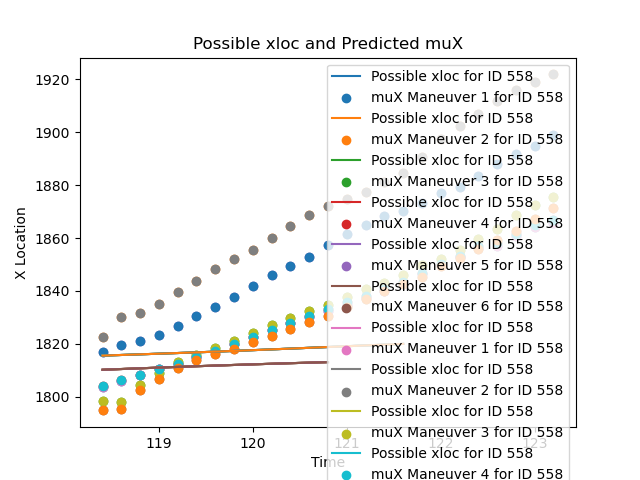 Possible xloc and Predicted muX
X Location
1920
1900
1880
1860
1840
1820
1800
119
120
121
122
123
Time
Possible xloc for ID 558
muX Maneuver 1 for ID 558
Possible xloc for ID 558
muX Maneuver 2 for ID 558
Possible xloc for ID 558
muX Maneuver 3 for ID 558
Possible xloc for ID 558
muX Maneuver 4 for ID 558
Possible xloc for ID 558
muX Maneuver 5 for ID 558
Possible xloc for ID 558
muX Maneuver 6 for ID 558
Possible xloc for ID 558
muX Maneuver 1 for ID 558
Possible xloc for ID 558
muX Maneuver 2 for ID 558
Possible xloc for ID 558
muX Maneuver 3 for ID 558
Possible xloc for ID 558
muX Maneuver 4 for ID 558